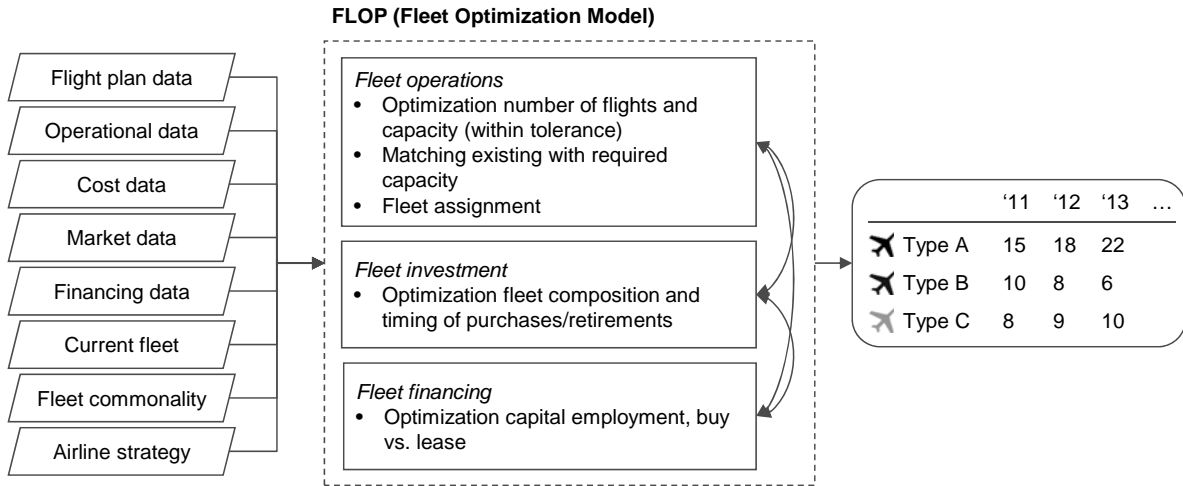 FLOP (Fleet Optimization Model)
Flight plan data
Operational data
Cost data
Market data
Financing data
Current fleet
Fleet commonality
Airline strategy
Fleet operations
• Optimization number of flights and
capacity (within tolerance)
• Matching existing with required
capacity
• Fleet assignment
Fleet investment
• Optimization fleet composition and
timing of purchases/retirements
Fleet financing
• Optimization capital employment, buy
vs. lease
‘11 ‘12 ‘13 …
Type A 15 18 22
Type B 10 8 6
Type C 8 9 10